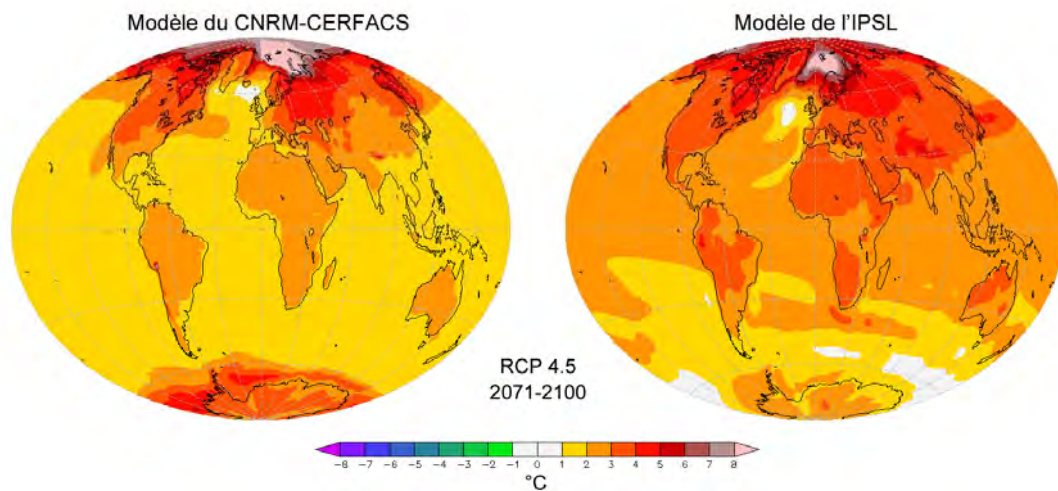 Modèle du CNRM-CERFACS
Modèle de l'IPSL
RCP 4.5
2071-2100
-8 -7 -6 -5 -4 -3 -2 -1 0 1 2 3 4 5 6 7 8
°C